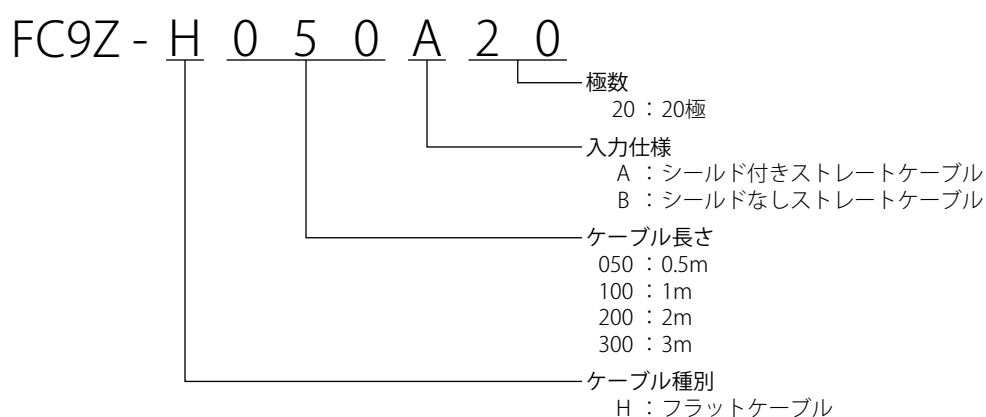 FC9Z - H 0 5 0 A 2 0
極数
20 : 20極
入力仕様
A : シールド付きストレートケーブル
B : シールドなしストレートケーブル
ケーブル長さ
050 : 0.5m
100 : 1m
200 : 2m
300 : 3m
ケーブル種別
H : フラットケーブル